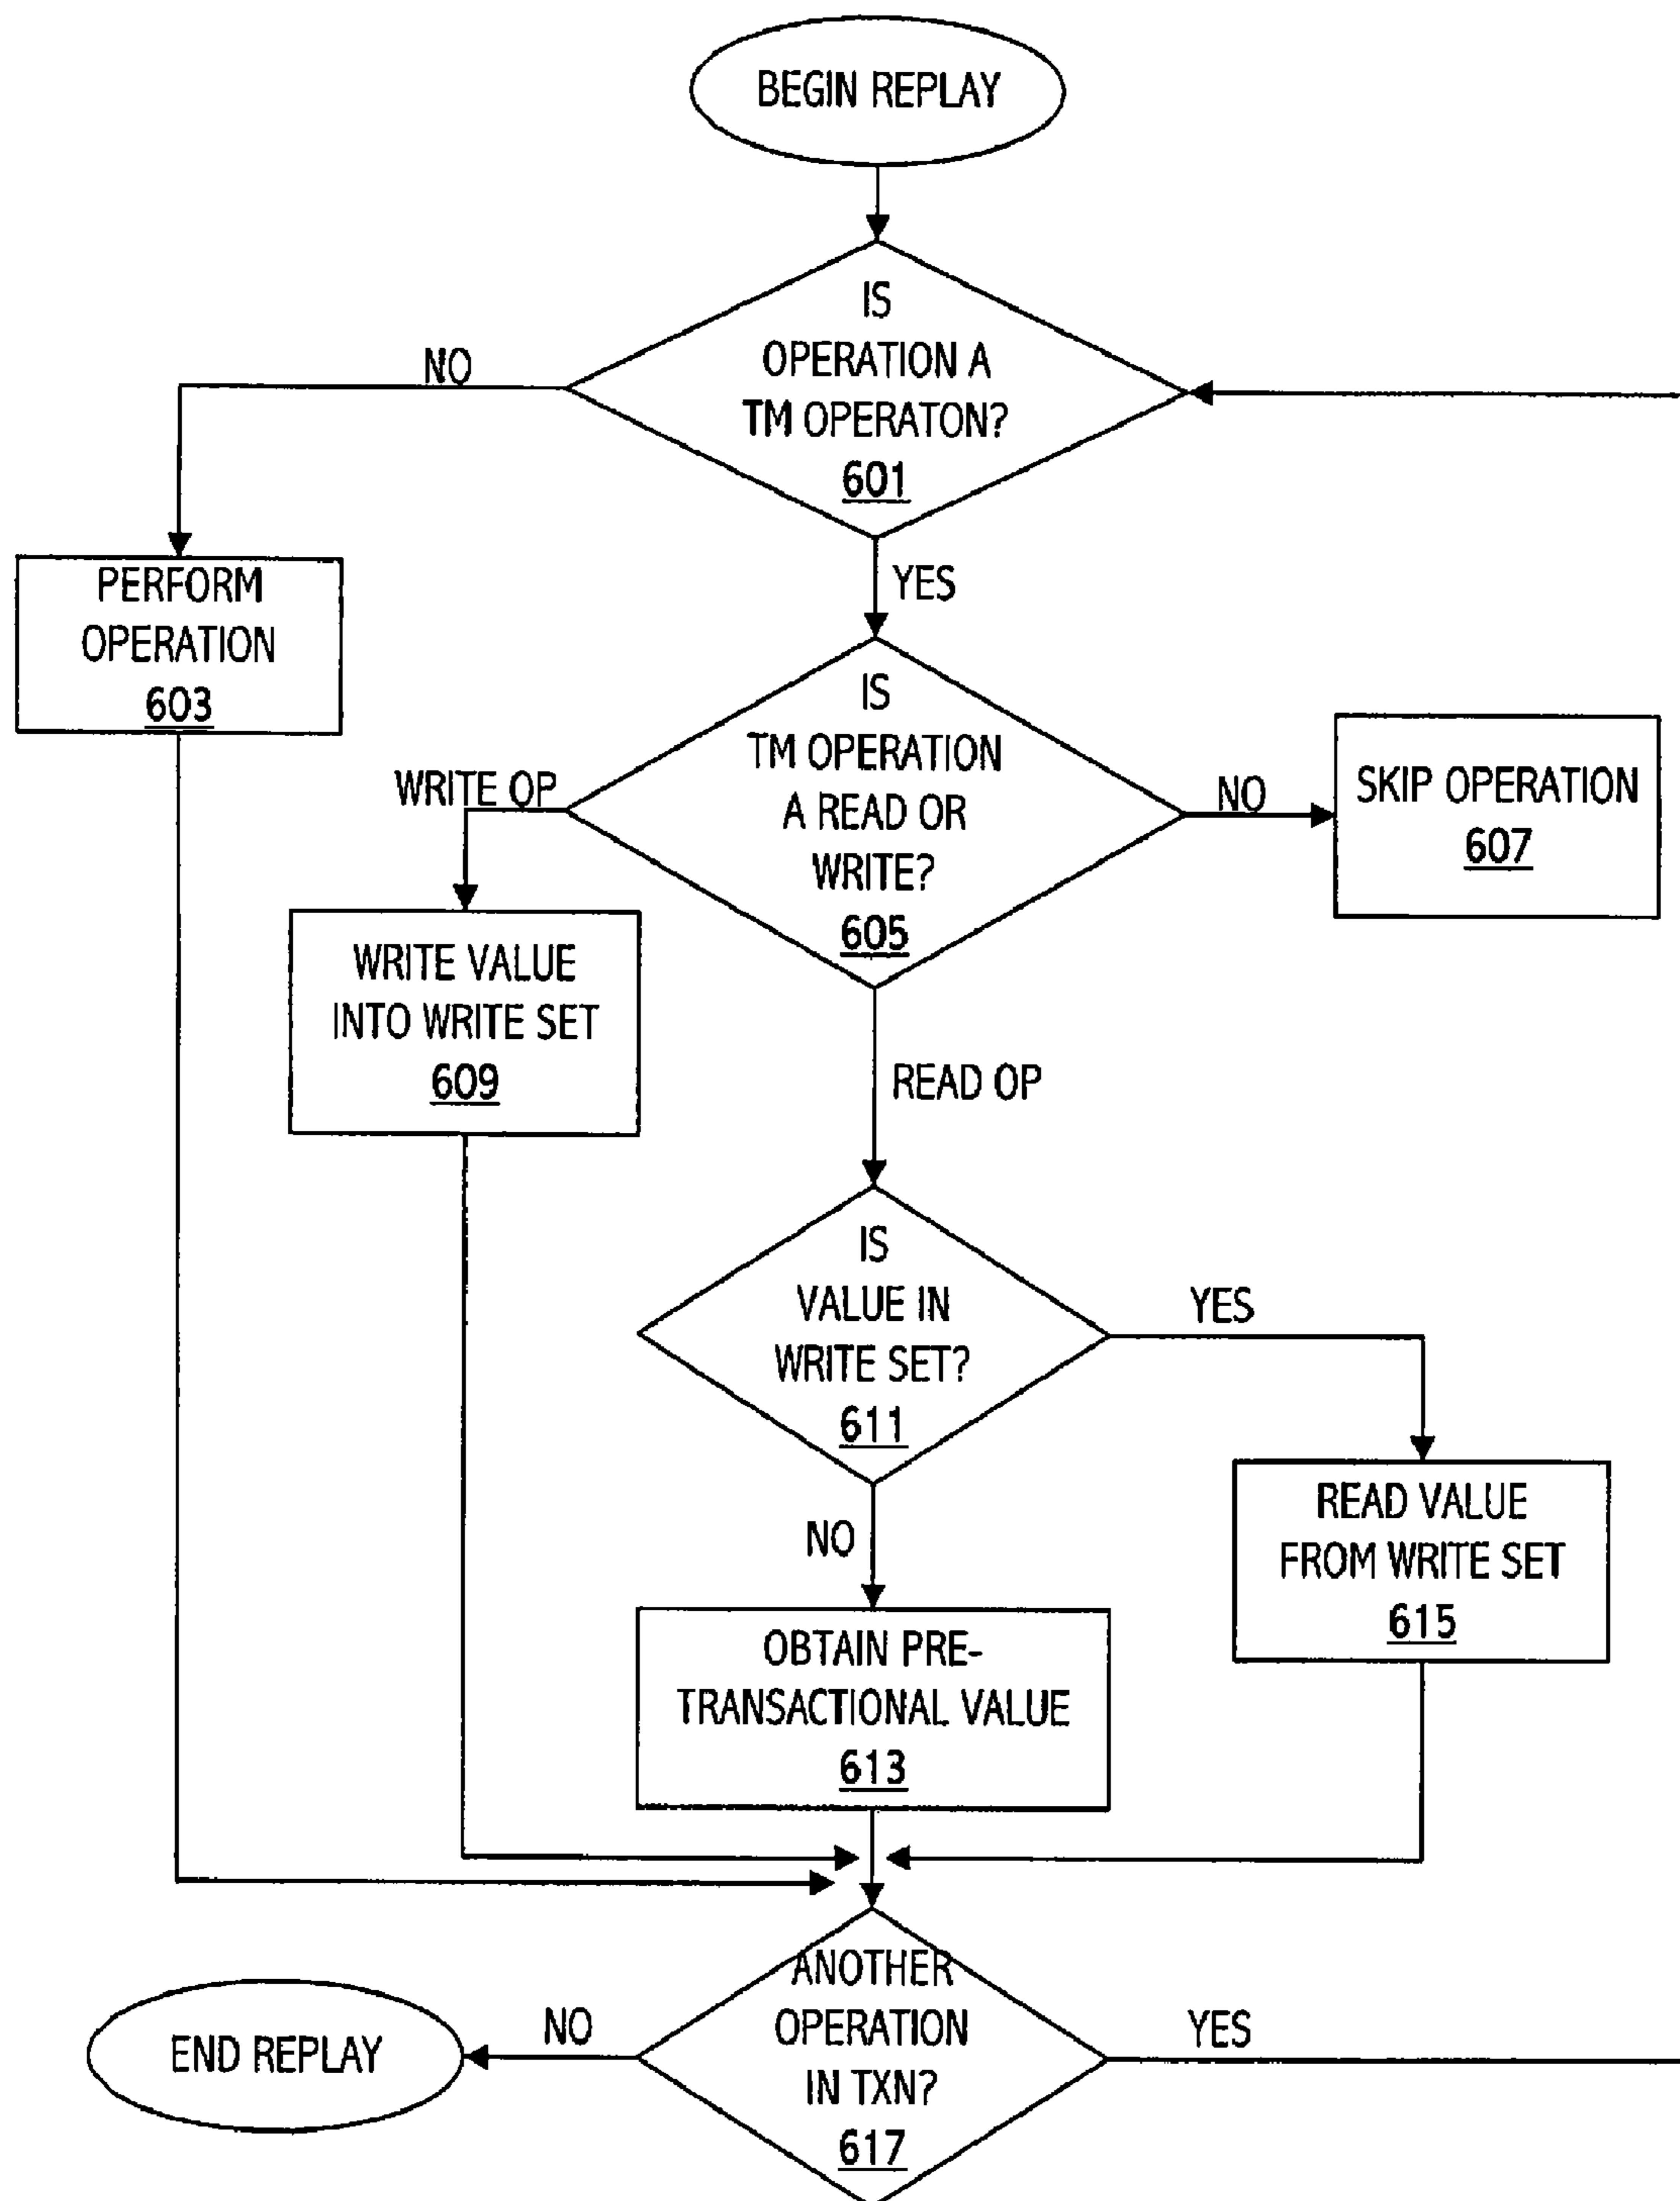 BEGIN REPLAY
IS
OPERATION A
TM OPERATON?
601
NO
YES
PERFORM
OPERATION
603
IS
TM OPERATION
A READ OR
WRITE?
605
WRITE OP
NO
SKIP OPERATION
607
WRITE VALUE
INTO WRITE SET
609
READ OP
IS
VALUE IN
WRITE SET?
611
YES
NO
READ VALUE
FROM WRITE SET
615
OBTAIN PRE-
TRANSACTIONAL VALUE
613
ANOTHER
OPERATION
IN TXN?
617
NO
YES
END REPLAY